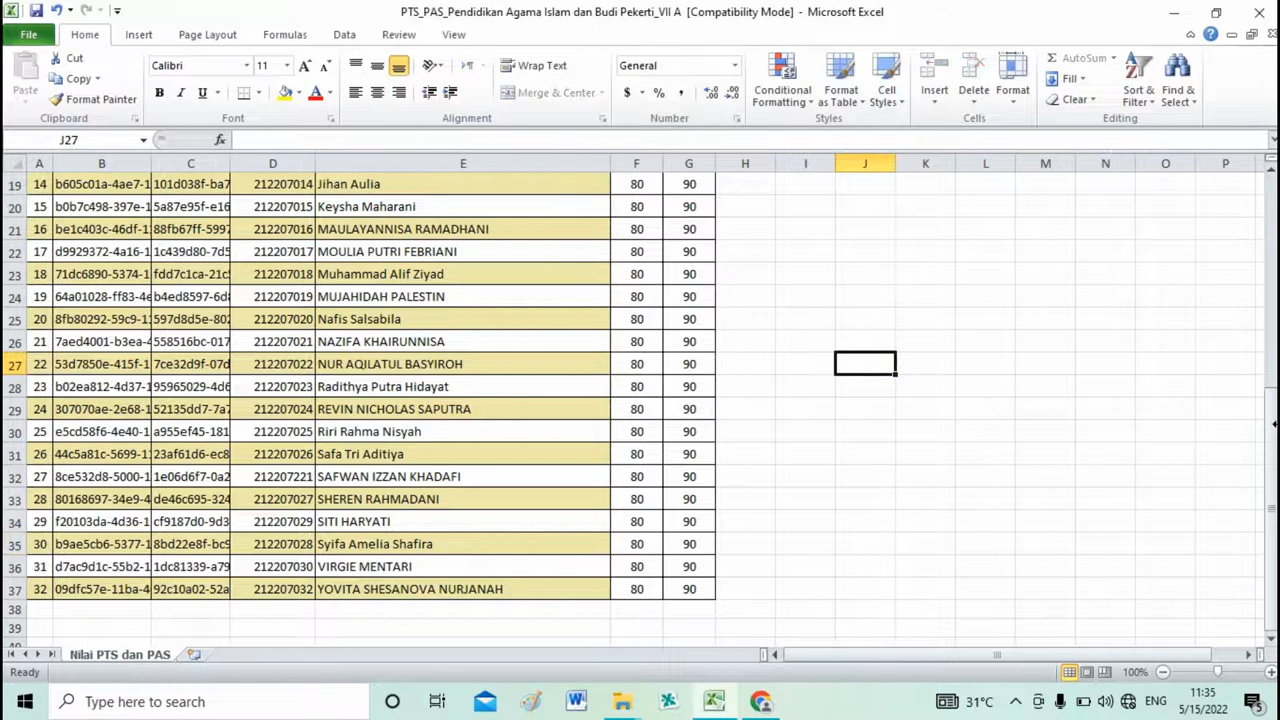 PTS_PAS_Pendidikan Agama Islam dan Budi Pekerti_VII A [Compatibility Mode] - Microsoft Excel
File Home Insert Page Layout Formulas Data Review View
Paste
Cut
Copy
Format Painter
Clipboard
Calibri 11
B I U
Font
Wrap Text
Merge & Center
Alignment
General
$ % ,
Number
Conditional Formatting
Format as Table
Cell Styles
Styles
Insert
Delete
Format
Cells
AutoSum
Fill
Clear
Sort & Filter
Find & Select
Editing
J27 fx
A B C D E F G H I J K L M N O P
19 14 b605c01a-4ae7-1 101d038f-ba7 212207014 Jihan Aulia 80 90
20 15 b0b7c498-397e-1 5a87e95f-e16 212207015 Keysha Maharani 80 90
21 16 be1c403c-46df-1 88fb67ff-5997 212207016 MAULAYANNISA RAMADHANI 80 90
22 17 d9929372-4a16-1 1c439d80-7d5 212207017 MOULIA PUTRI FEBRIANI 80 90
23 18 71dc6890-5374-1 fdd7c1ca-21c 212207018 Muhammad Alif Ziyad 80 90
24 19 64a01028-ff83-4e b4ed8597-6d 212207019 MUJAHIDAH PALESTIN 80 90
25 20 8fb80292-59c9-1 597d8d5e-802 212207020 Nafis Salsabila 80 90
26 21 7aed4001-b3ea-4 558516bc-017 212207021 NAZIFA KHAIRUNNISA 80 90
27 22 53d7850e-415f-1 7ce32d9f-07d 212207022 NUR AQILATUL BASYIROH 80 90
28 23 b02ea812-4d37-1 95965029-4d6 212207023 Radithya Putra Hidayat 80 90
29 24 307070ae-2e68-1 52135dd7-7a7 212207024 REVIN NICHOLAS SAPUTRA 80 90
30 25 e5cd58f6-4e40-1 a955ef45-181 212207025 Riri Rahma Nisyah 80 90
31 26 44c5a81c-5699-1 23af61d6-ec8 212207026 Safa Tri Aditiya 80 90
32 27 8ce532d8-5000-1 1e06d6f7-0a2 212207221 SAFWAN IZZAN KHADAFI 80 90
33 28 80168697-34e9-4 de46c695-324 212207027 SHEREN RAHMADANI 80 90
34 29 f20103da-4d36-1 cf9187d0-9d3 212207029 SITI HARYATI 80 90
35 30 b9ae5cb6-5377-1 8bd22e8f-bc9 212207028 Syifa Amelia Shafira 80 90
36 31 d7ac9d1c-55b2-1 1dc81339-a79 212207030 VIRGIE MENTARI 80 90
37 32 09dfc57e-11ba-4 92c10a02-52a 212207032 YOVITA SHESANOVA NURJANAH 80 90
38
39
Nilai PTS dan PAS
Ready 100%
Type here to search
31°C ENG
11:35
5/15/2022
5